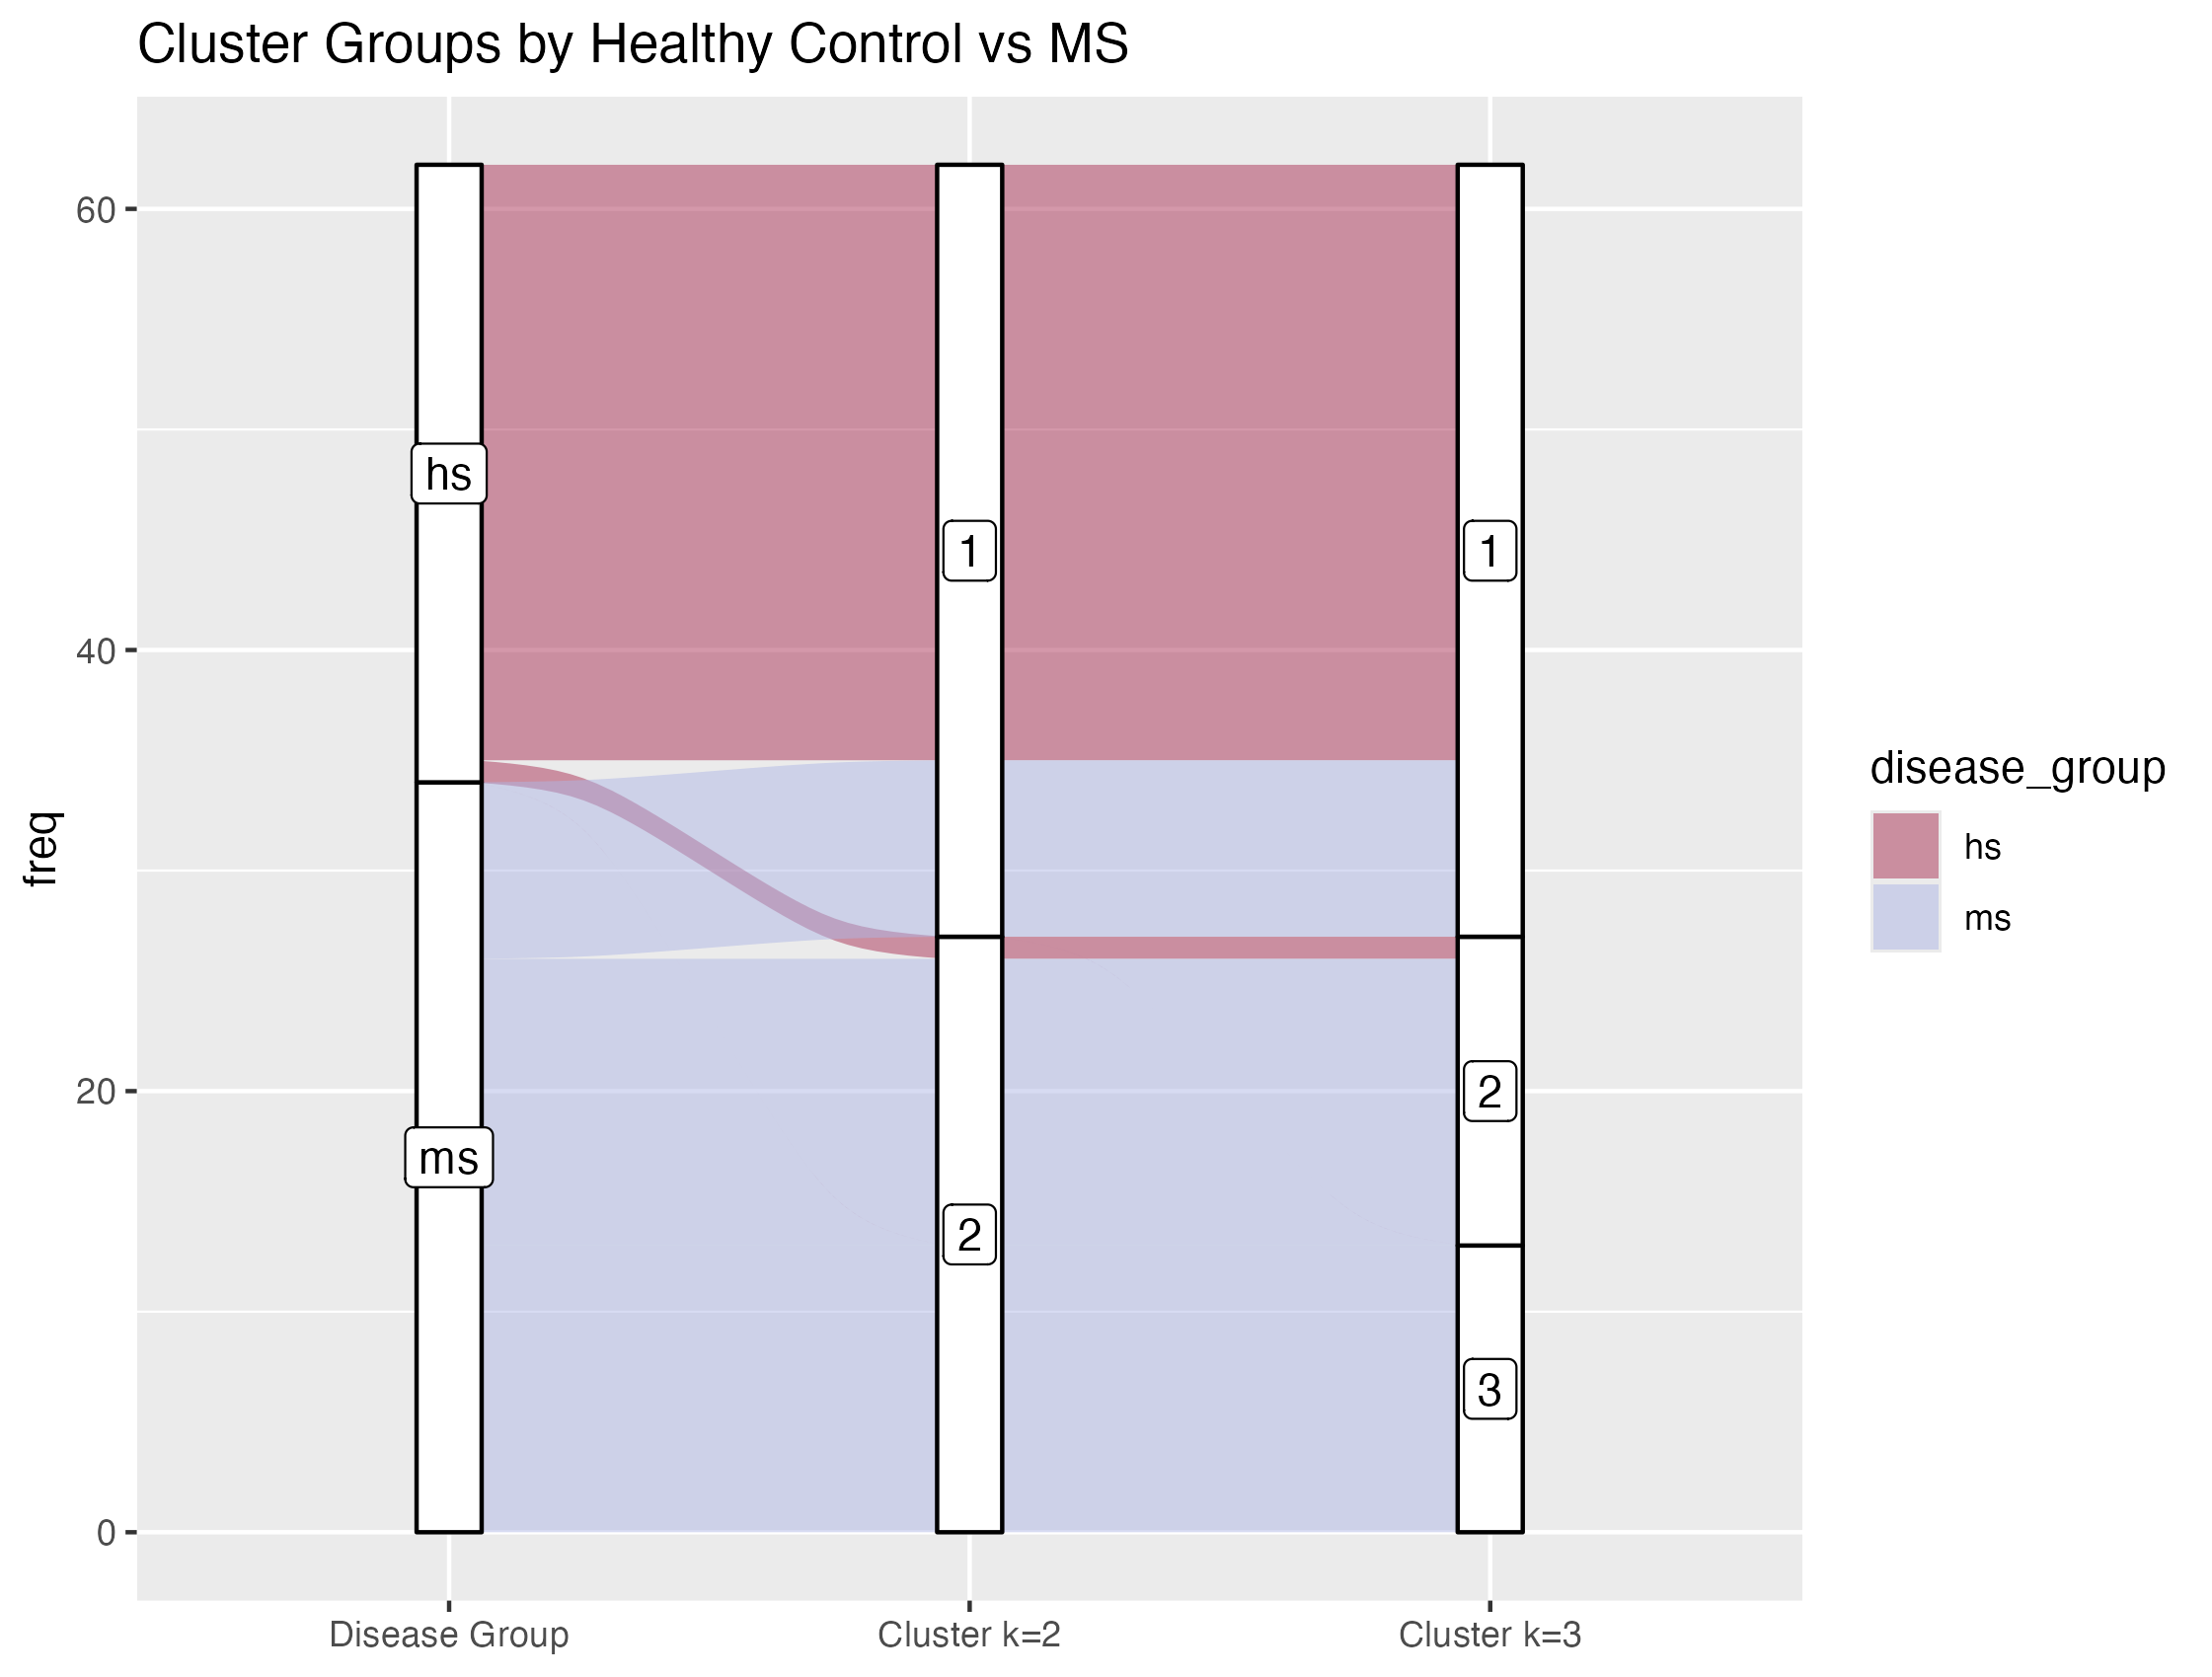 Cluster Groups by Healthy Control vs MS
freq
60
40
20
0
hs
ms
1
2
1
2
3
Disease Group
Cluster k=2
Cluster k=3
disease_group
hs
ms